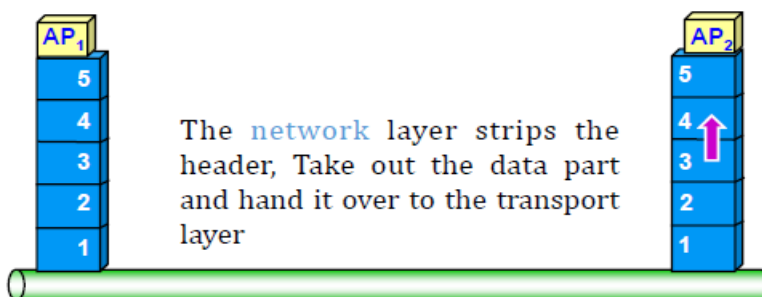 AP1 AP2
5 5
4 4
3 3
2 2
1 1
The network layer strips the
header, Take out the data part
and hand it over to the transport
layer